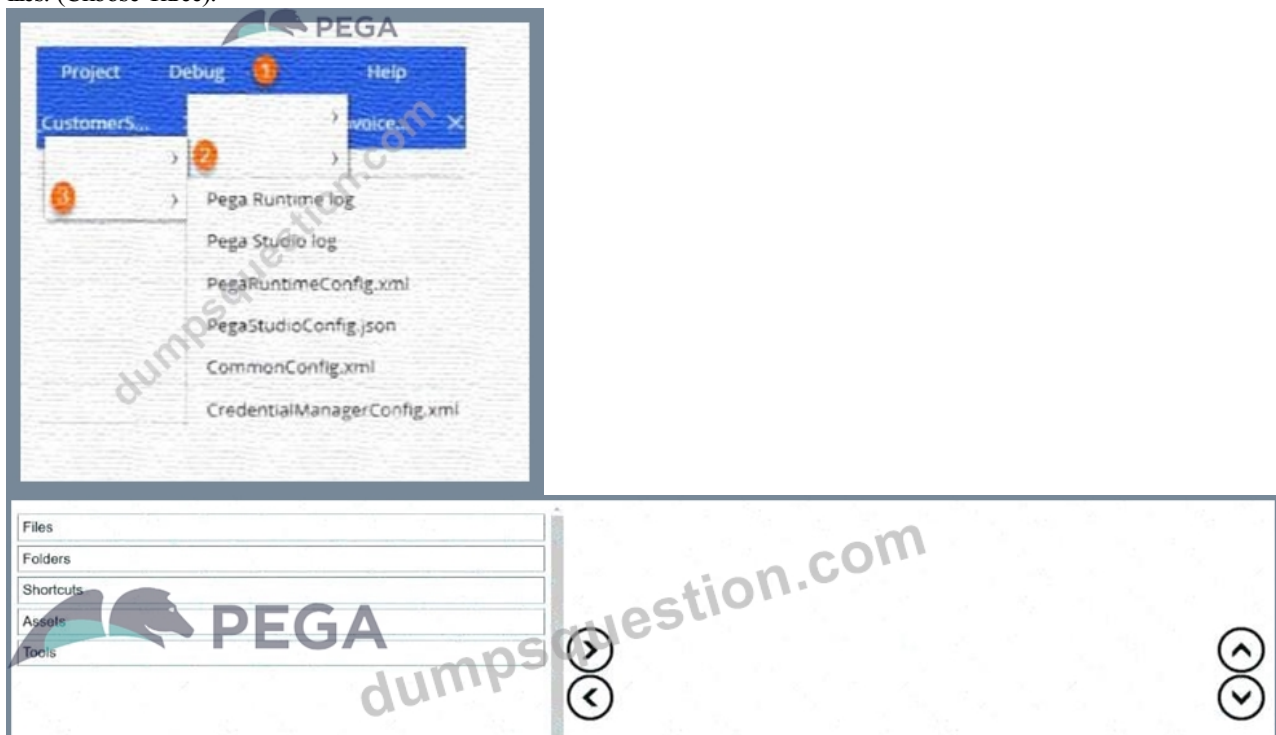 files. (Choose Three).
PEGA
Project Debug 1 Help
CustomerS... voice... ×
2
3
Pega Runtime log
Pega Studio log
PegaRuntimeConfig.xml
PegaStudioConfig.json
CommonConfig.xml
CredentialManagerConfig.xml
dumpsquestion.com
Files
Folders
Shortcuts
Assets
Tools
PEGA
dumpsquestion.com